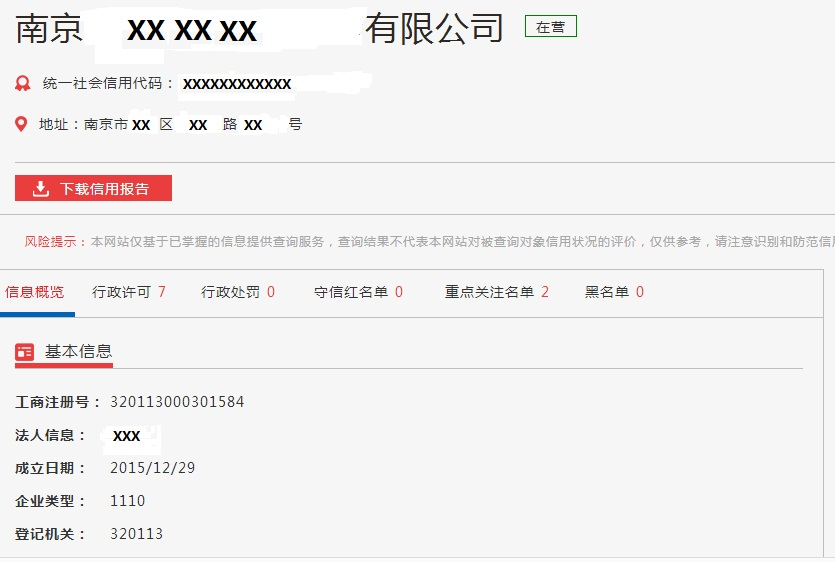 南京 XX XX XX 有限公司 在营
统一社会信用代码： XXXXXXXXXXXX
地址：南京市 XX 区 XX 路 XX 号
下载信用报告
风险提示：本网站仅基于已掌握的信息提供查询服务，查询结果不代表本网站对被查询对象信用状况的评价，仅供参考，请注意识别和防范信
信息概览 行政许可 7 行政处罚 0 守信红名单 0 重点关注名单 2 黑名单 0
基本信息
工商注册号： 320113000301584
法人信息： XXX
成立日期： 2015/12/29
企业类型： 1110
登记机关： 320113